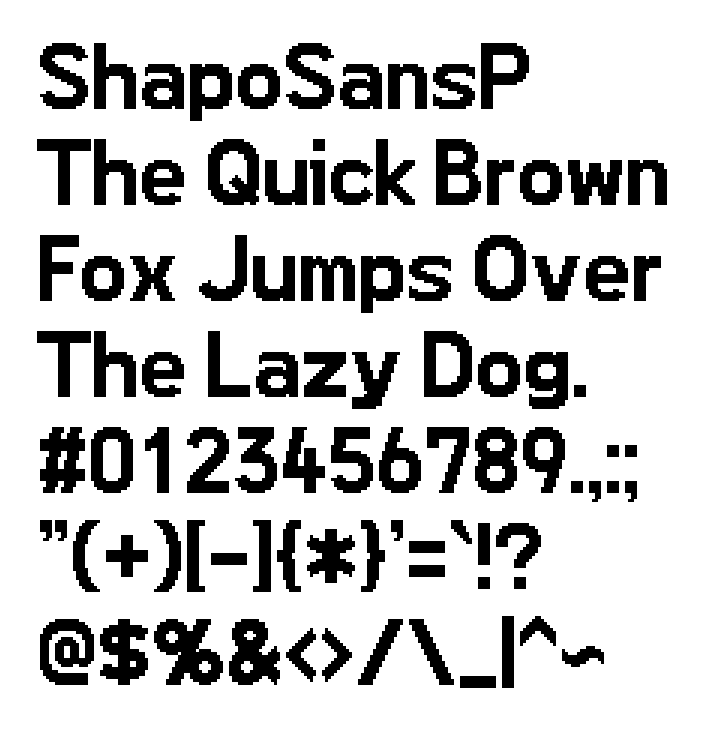 ShapoSansP
The Quick Brown
Fox Jumps Over
The Lazy Dog.
#0123456789.,:;
"(+)[-]{*}'=`!?
@$%&<>/\_|^~